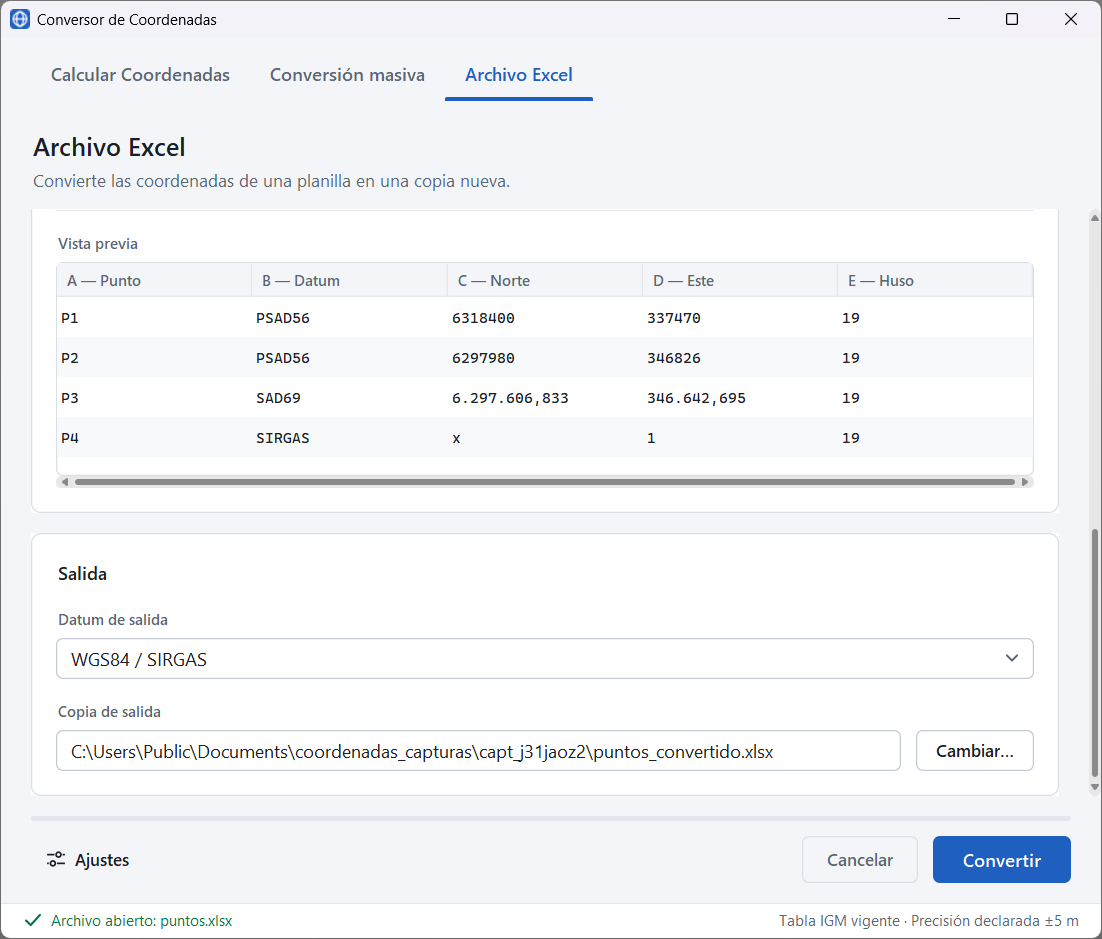 Conversor de Coordenadas
Calcular Coordenadas Conversión masiva Archivo Excel
Archivo Excel
Convierte las coordenadas de una planilla en una copia nueva.
Vista previa
A — Punto B — Datum C — Norte D — Este E — Huso
P1 PSAD56 6318400 337470 19
P2 PSAD56 6297980 346826 19
P3 SAD69 6.297.606,833 346.642,695 19
P4 SIRGAS x 1 19
Salida
Datum de salida
WGS84 / SIRGAS
Copia de salida
C:\Users\Public\Documents\coordenadas_capturas\capt_j31jaoz2\puntos_convertido.xlsx Cambiar...
Ajustes Cancelar Convertir
Archivo abierto: puntos.xlsx Tabla IGM vigente · Precisión declarada ±5 m